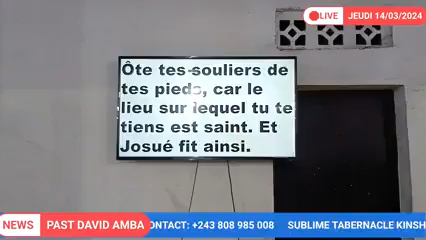 LIVE JEUDI 14/03/2024
Ôte tes souliers de
tes pieds, car le
lieu sur lequel tu te
tiens est saint. Et
Josué fit ainsi.
NEWS PAST DAVID AMBA ONTACT: +243 808 985 008 SUBLIME TABERNACLE KINSH